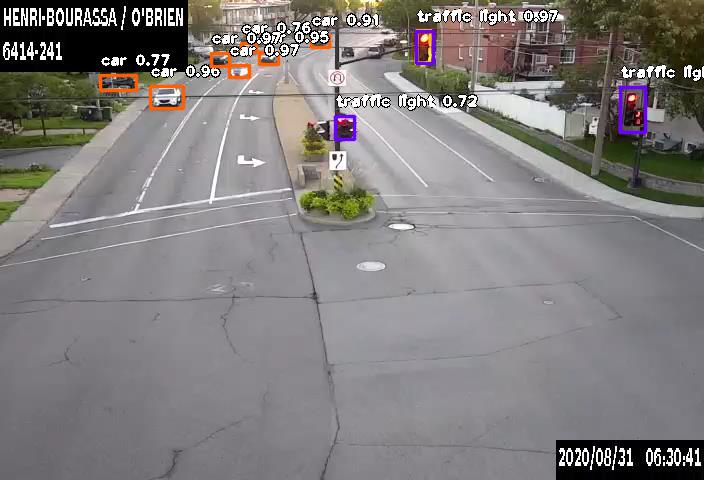 HENRI-BOURASSA / O'BRIEN
6414-241
car 0.76
car 0.91
traffic light 0.97
car 0.97
0.95
car 0.97
car 0.77
car 0.96
traffic lig
traffic light 0.72
2020/08/31 06:30:41